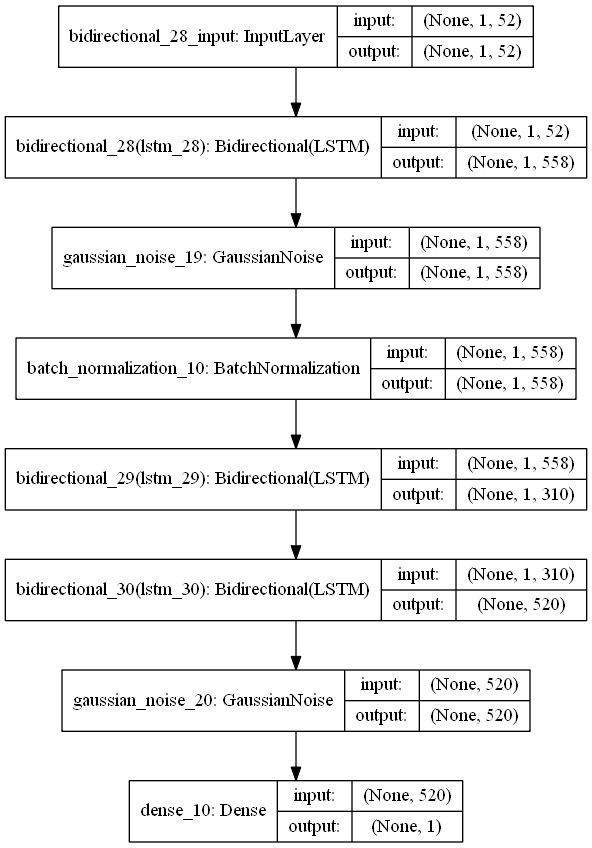 bidirectional_28_input: InputLayer
input: (None, 1, 52)
output: (None, 1, 52)
bidirectional_28(lstm_28): Bidirectional(LSTM)
input: (None, 1, 52)
output: (None, 1, 558)
gaussian_noise_19: GaussianNoise
input: (None, 1, 558)
output: (None, 1, 558)
batch_normalization_10: BatchNormalization
input: (None, 1, 558)
output: (None, 1, 558)
bidirectional_29(lstm_29): Bidirectional(LSTM)
input: (None, 1, 558)
output: (None, 1, 310)
bidirectional_30(lstm_30): Bidirectional(LSTM)
input: (None, 1, 310)
output: (None, 520)
gaussian_noise_20: GaussianNoise
input: (None, 520)
output: (None, 520)
dense_10: Dense
input: (None, 520)
output: (None, 1)